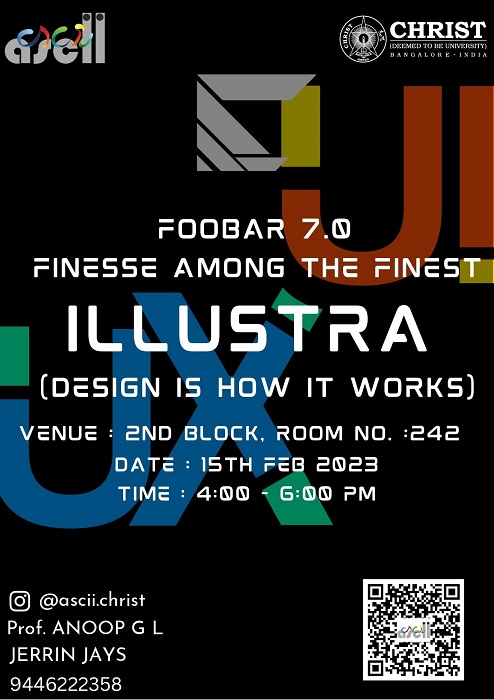 ascii
CHRIST
(DEEMED TO BE UNIVERSITY)
BANGALORE · INDIA
UI
FOOBAR 7.0
FINESSE AMONG THE FINEST
ILLUSTRA
(DESIGN IS HOW IT WORKS)
UX
VENUE : 2ND BLOCK, ROOM NO. :242
DATE : 15TH FEB 2023
TIME : 4:00 - 6:00 PM
@ascii.christ
Prof. ANOOP G L
JERRIN JAYS
9446222358
ascii